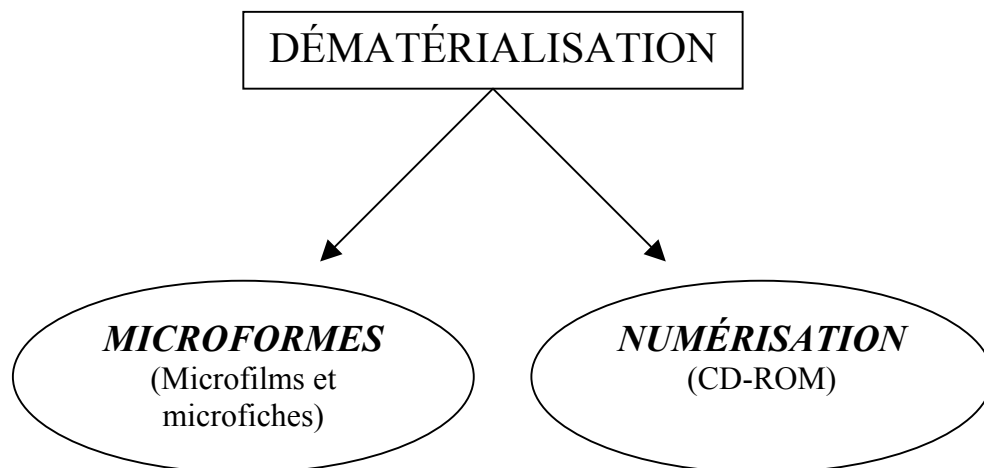 DÉMATÉRIALISATION
MICROFORMES
(Microfilms et
microfiches)
NUMÉRISATION
(CD-ROM)